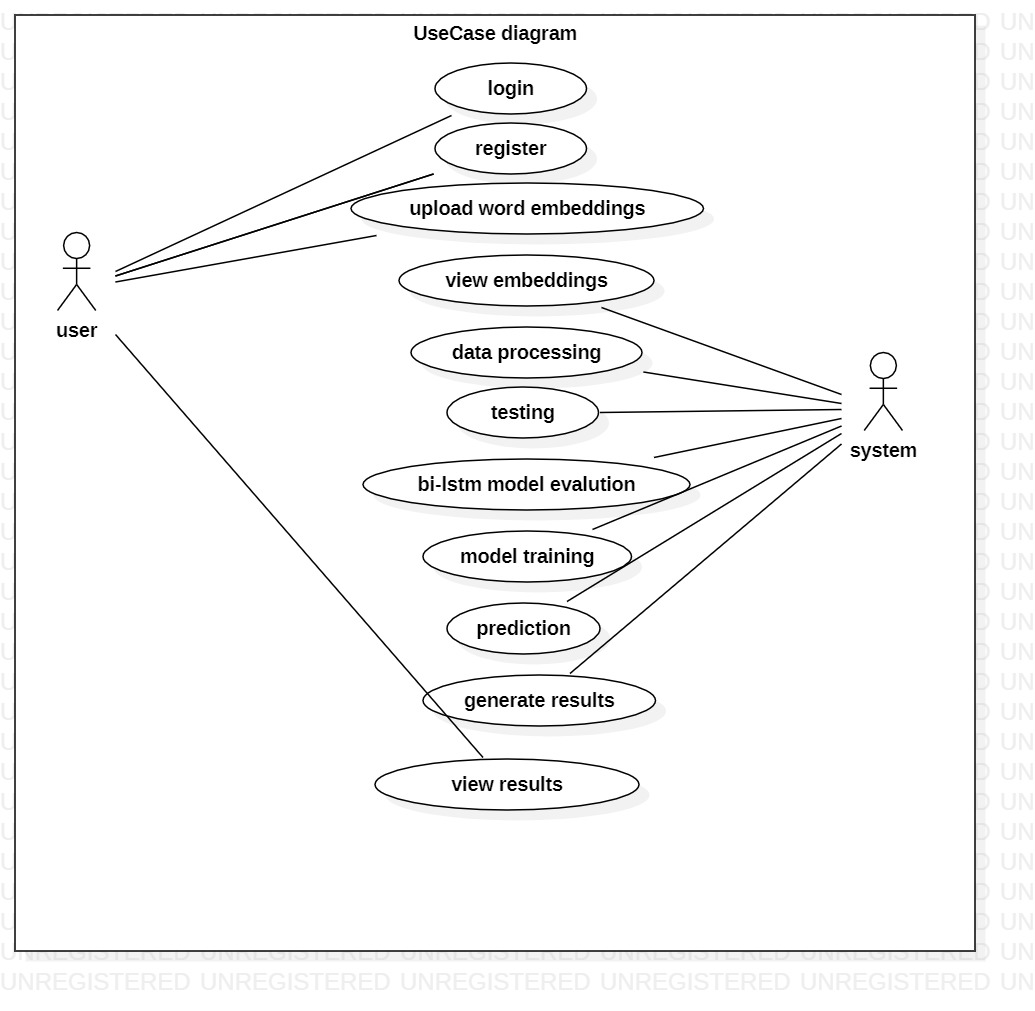 UseCase diagram
login
register
upload word embeddings
view embeddings
user
data processing
testing
system
bi-lstm model evalution
model training
prediction
generate results
view results
UNREGISTERED UNREGISTERED UNREGISTERED UNREGISTERED UNREGISTERED UN